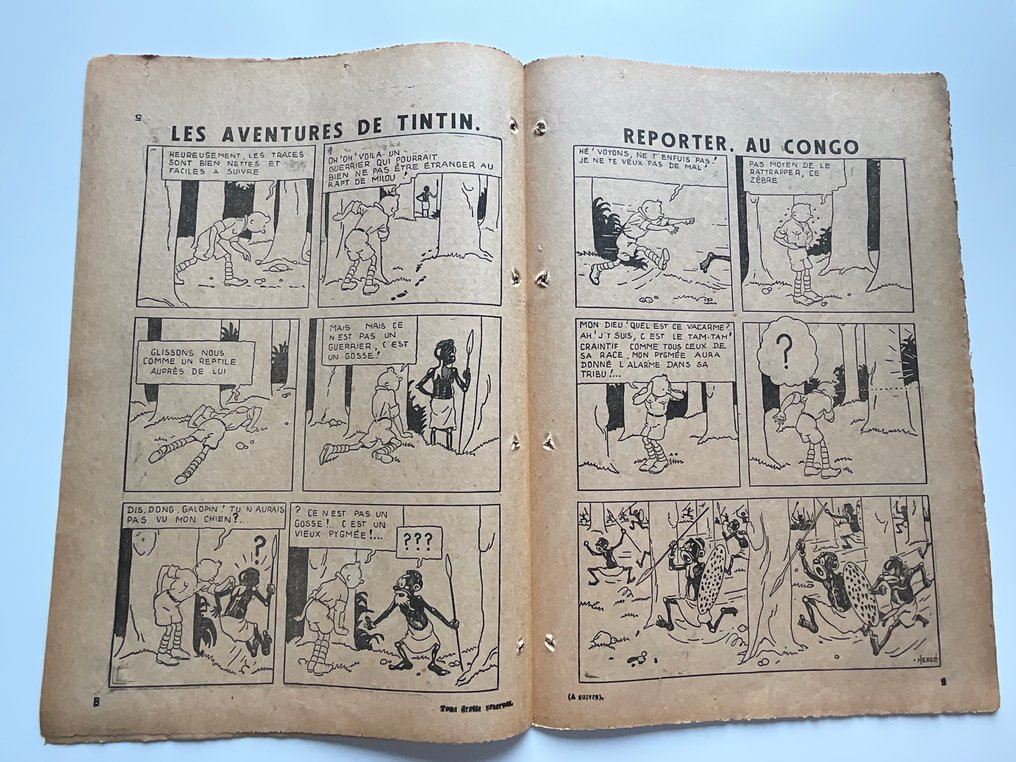 5
LES AVENTURES DE TINTIN.
HEUREUSEMENT, LES TRACES
SONT BIEN NETTES ET
FACILES À SUIVRE
OH! OH! VOILÀ UN
GUERRIER QUI POURRAIT
BIEN NE PAS ÊTRE ÉTRANGER AU
RAPT DE MILOU!
GLISSONS NOUS
COMME UN REPTILE
AUPRÈS DE LUI
MAIS MAIS CE
N'EST PAS UN
GUERRIER, C'EST
UN GOSSE!
DIS, DONG, GALOPIN! TU N'AURAIS
PAS VU MON CHIEN?..
?
? CE N'EST PAS UN
GOSSE!.. C'EST UN
VIEUX PYGMÉE!...
???
8
Tous droits
REPORTER, AU CONGO
HÉ! VOYONS, NE T'ENFUIS PAS!
JE NE TE VEUX PAS DE MAL!
PAS MOYEN DE LE
RATTRAPPER, CE
ZÈBRE
MON DIEU! QUEL EST CE VACARME?
AH! J'Y SUIS, C'EST LE TAM-TAM!
CRAINTIF COMME TOUS CEUX DE
SA RACE, MON PYGMÉE AURA
DONNÉ L'ALARME DANS SA
TRIBU!...
?
HERGÉ
(A suivre).